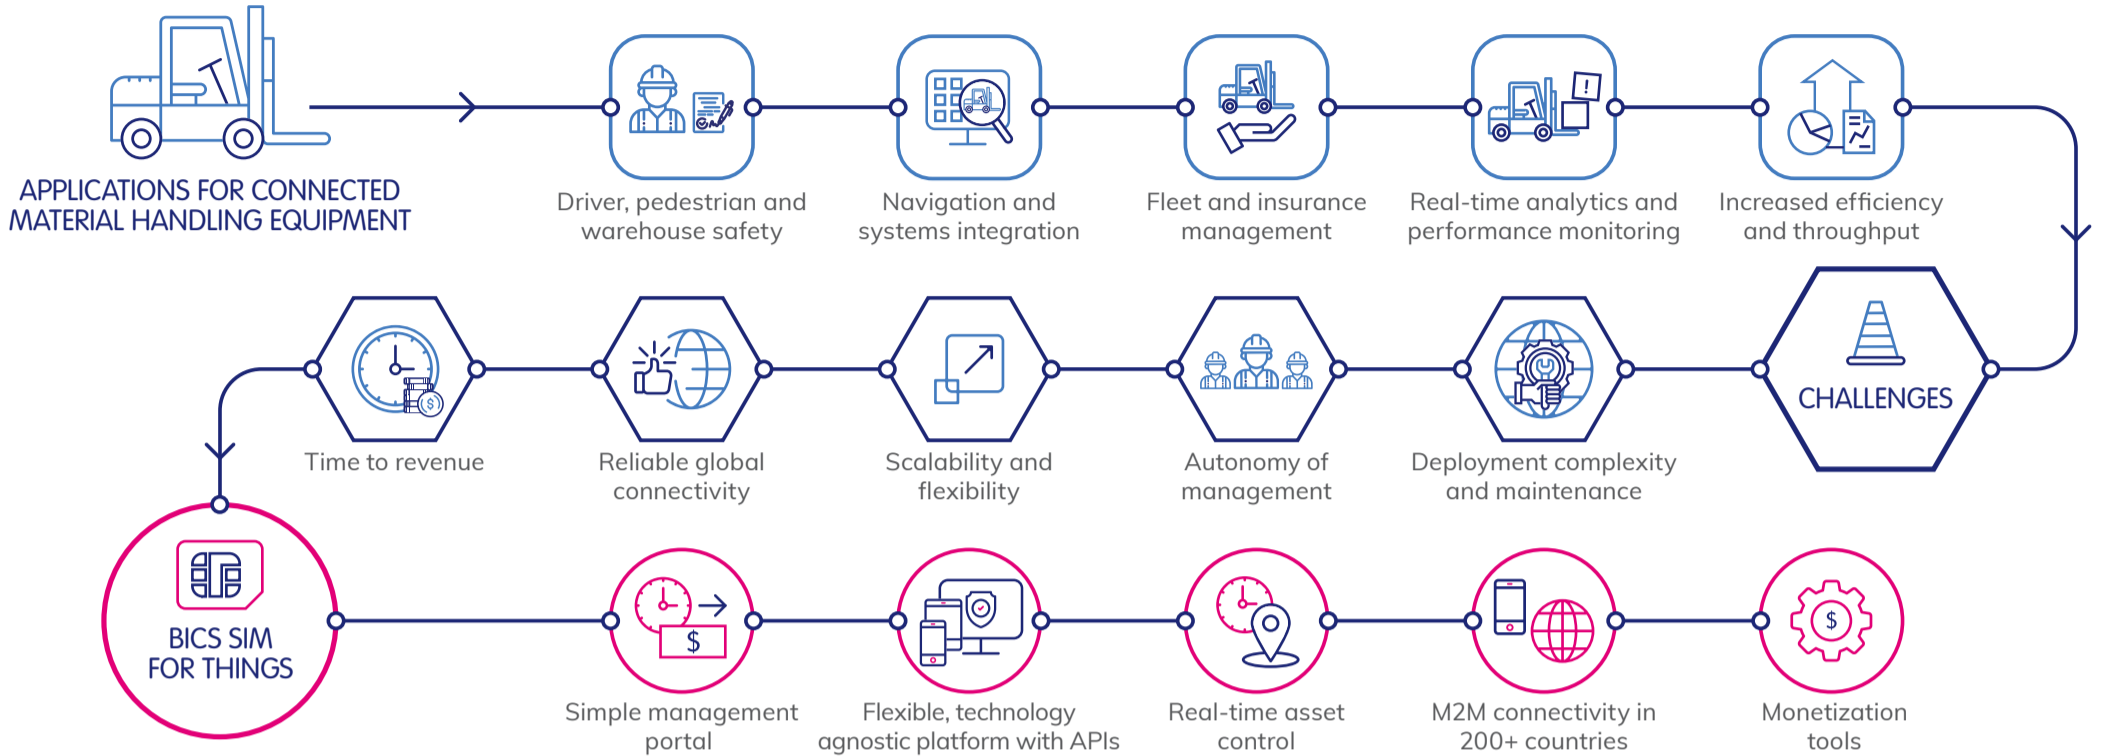 APPLICATIONS FOR CONNECTED
MATERIAL HANDLING EQUIPMENT
Driver, pedestrian and
warehouse safety
Navigation and
systems integration
Fleet and insurance
management
!
Real-time analytics and
performance monitoring
Increased efficiency
and throughput
CHALLENGES
Deployment complexity
and maintenance
Autonomy of
management
Scalability and
flexibility
Reliable global
connectivity
$
Time to revenue
BICS SIM
FOR THINGS
$
Simple management
portal
Flexible, technology
agnostic platform with APIs
Real-time asset
control
M2M connectivity in
200+ countries
$
Monetization
tools